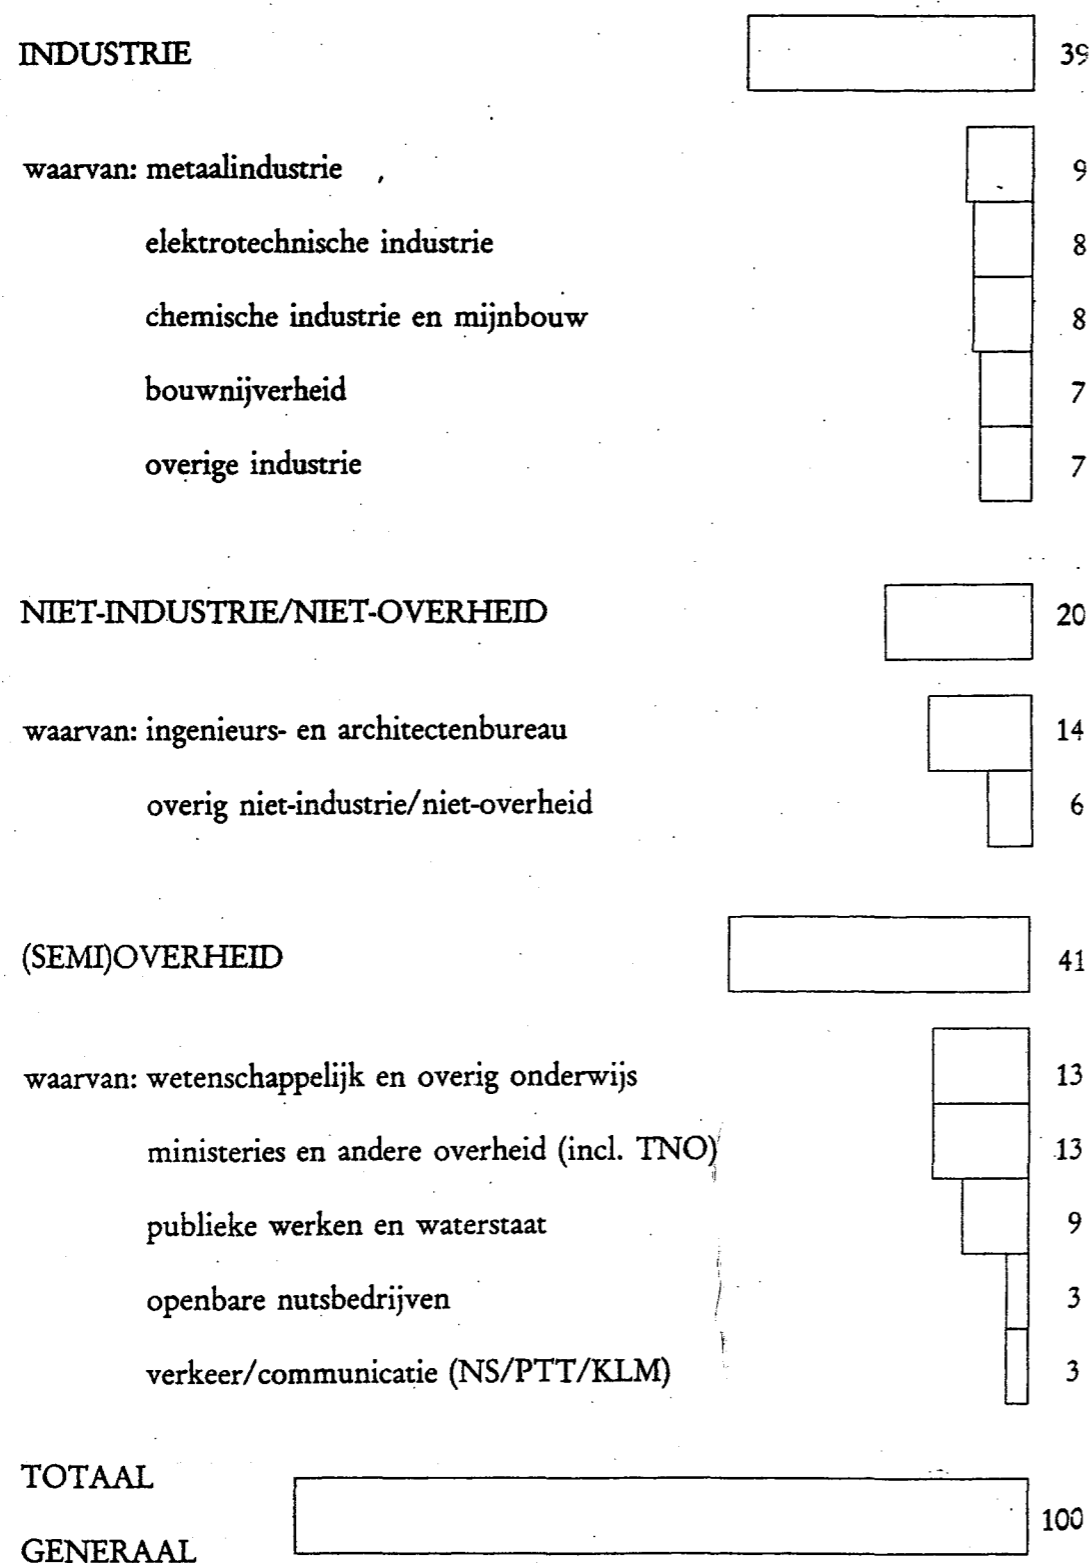 INDUSTRIE 39
waarvan: metaalindustrie 9
elektrotechnische industrie 8
chemische industrie en mijnbouw 8
bouwnijverheid 7
overige industrie 7
NIET-INDUSTRIE/NIET-OVERHEID 20
waarvan: ingenieurs- en architectenbureau 14
overig niet-industrie/niet-overheid 6
(SEMI)OVERHEID 41
waarvan: wetenschappelijk en overig onderwijs 13
ministeries en andere overheid (incl. TNO) 13
publieke werken en waterstaat 9
openbare nutsbedrijven 3
verkeer/communicatie (NS/PTT/KLM) 3
TOTAAL
GENERAAL 100